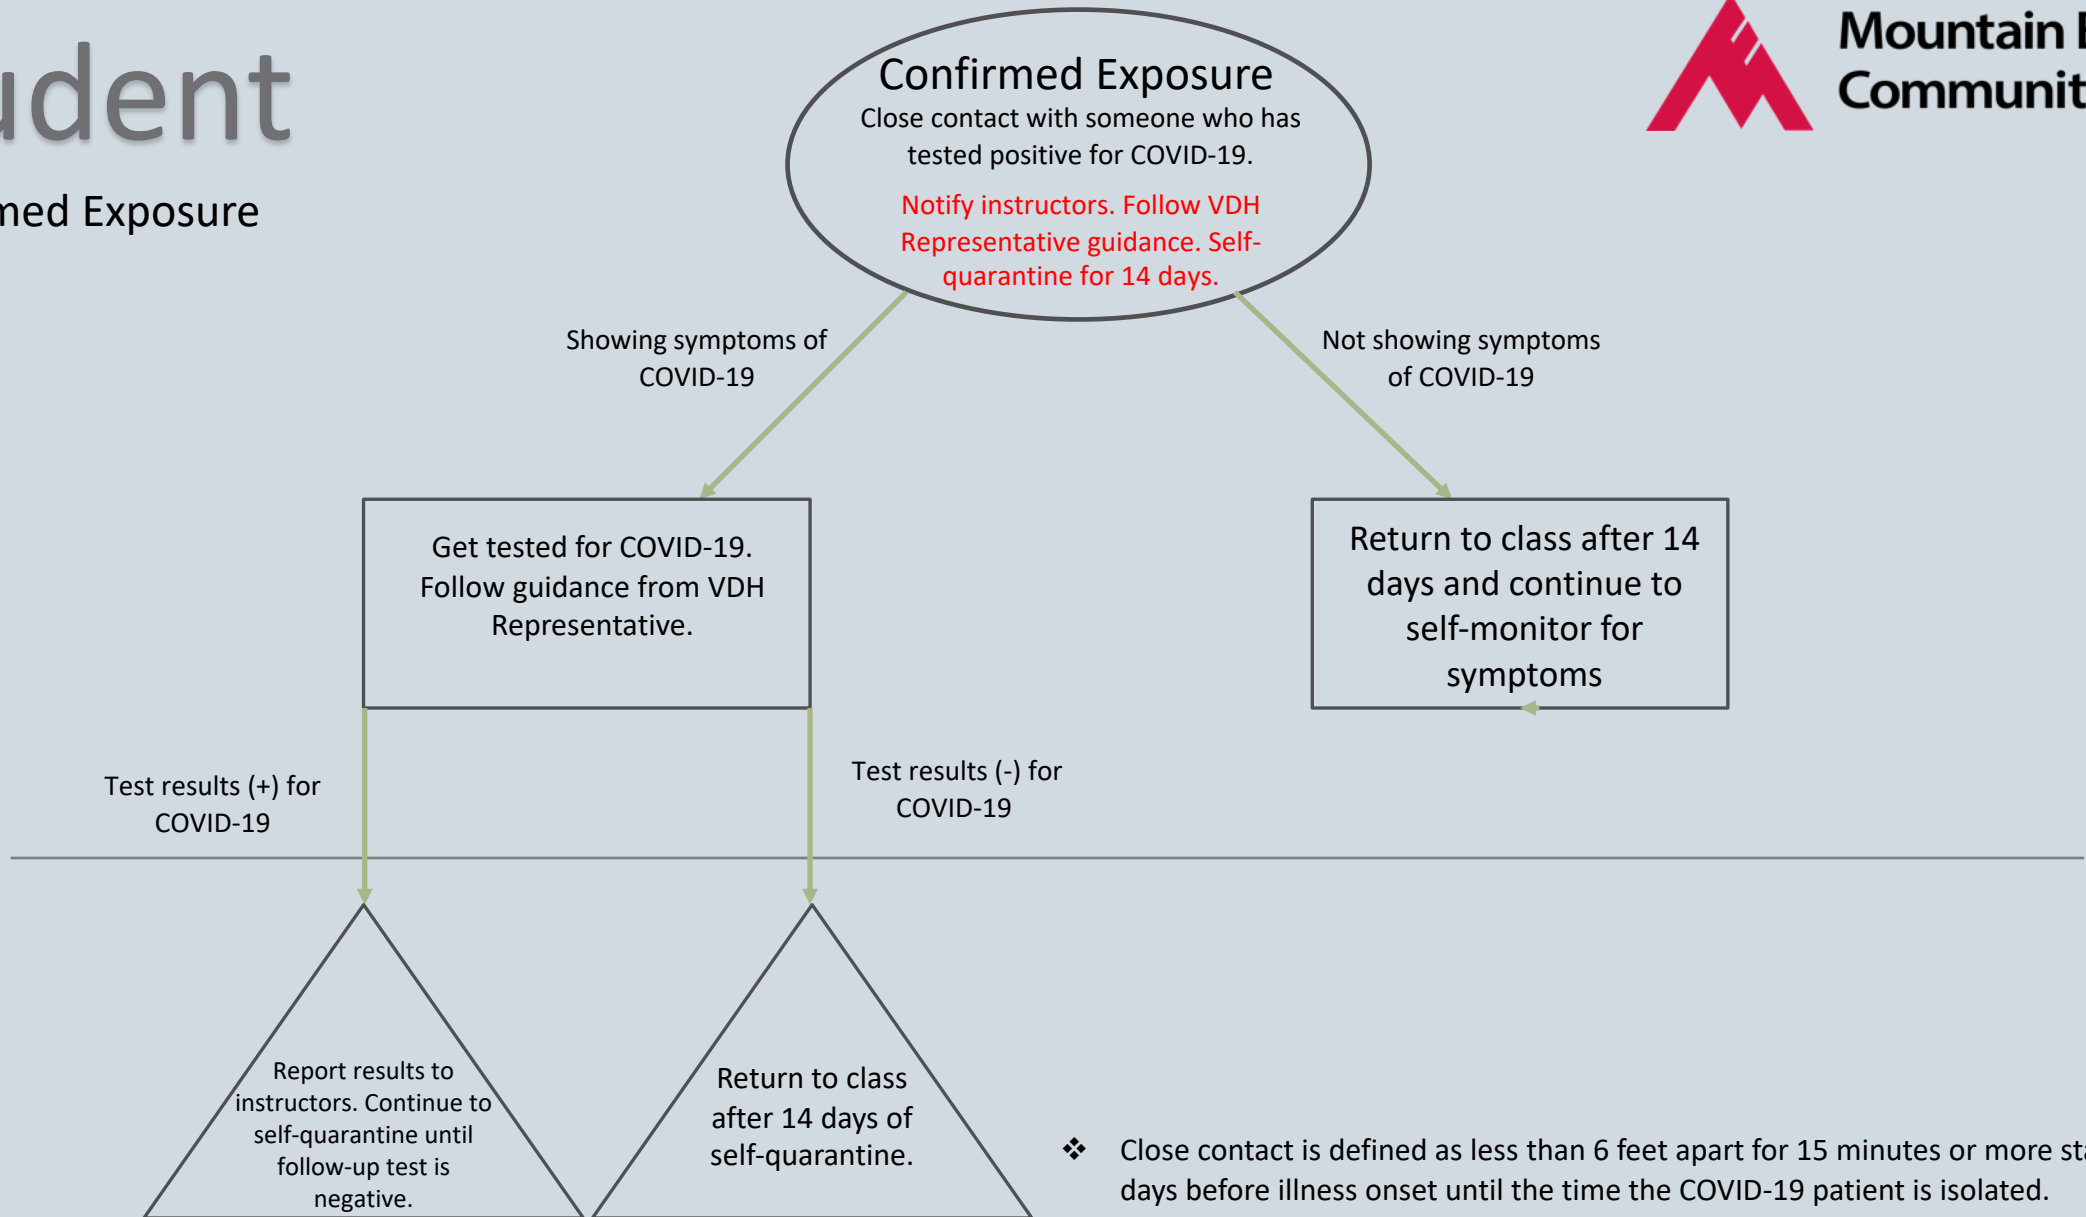 udent
med Exposure
Mountain E
Communit
Confirmed Exposure
Close contact with someone who has
tested positive for COVID-19.
Notify instructors. Follow VDH
Representative guidance. Self-
quarantine for 14 days.
Showing symptoms of
COVID-19
Not showing symptoms
of COVID-19
Get tested for COVID-19.
Follow guidance from VDH
Representative.
Return to class after 14
days and continue to
self-monitor for
symptoms
Test results (+) for
COVID-19
Test results (-) for
COVID-19
Report results to
instructors. Continue to
self-quarantine until
follow-up test is
negative.
Return to class
after 14 days of
self-quarantine.
❖ Close contact is defined as less than 6 feet apart for 15 minutes or more sta
days before illness onset until the time the COVID-19 patient is isolated.